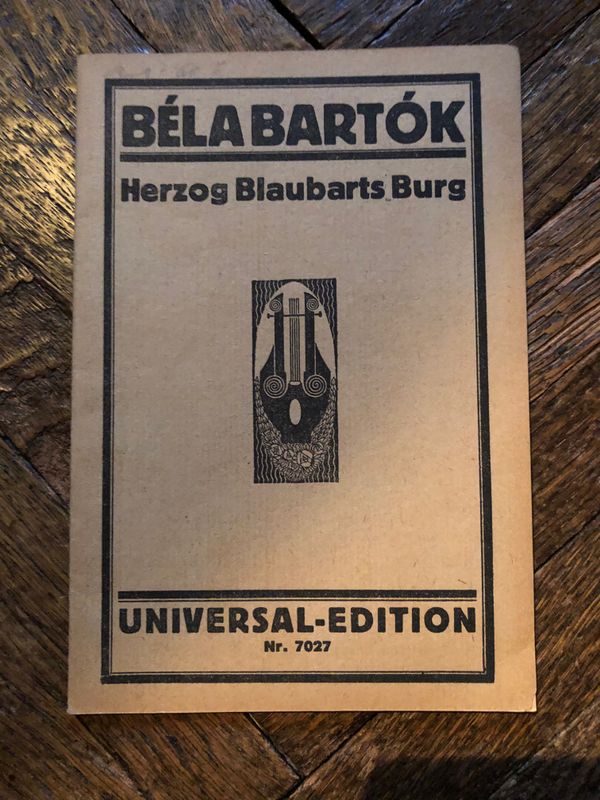 BÉLA BARTÓK
Herzog Blaubarts Burg
UNIVERSAL-EDITION
Nr. 7027